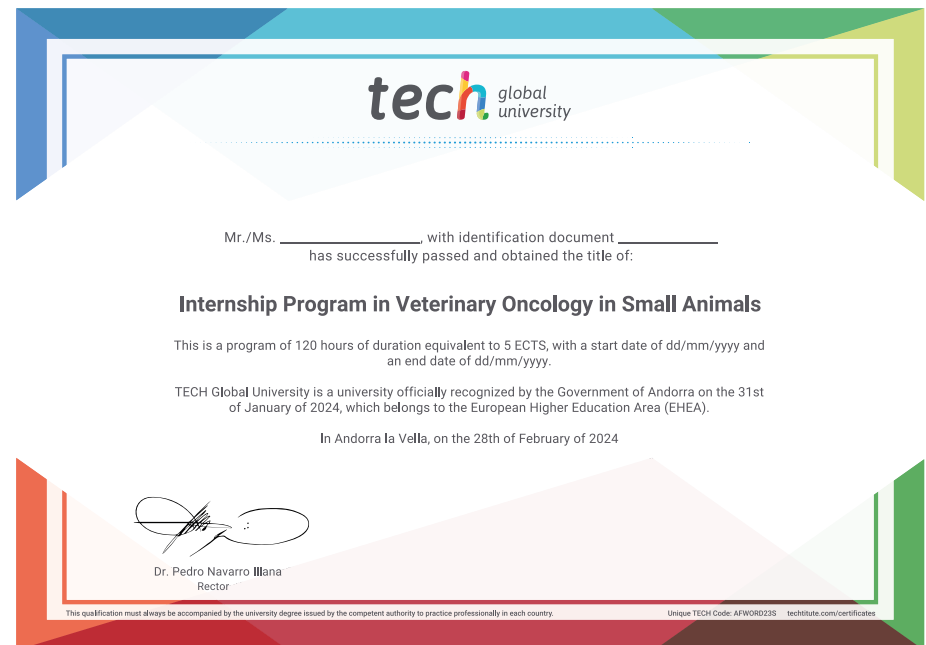 tech global
university
Mr./Ms. ________________, with identification document ____________
has successfully passed and obtained the title of:
Internship Program in Veterinary Oncology in Small Animals
This is a program of 120 hours of duration equivalent to 5 ECTS, with a start date of dd/mm/yyyy and
an end date of dd/mm/yyyy.
TECH Global University is a university officially recognized by the Government of Andorra on the 31st
of January of 2024, which belongs to the European Higher Education Area (EHEA).
In Andorra la Vella, on the 28th of February of 2024
Dr. Pedro Navarro Illana
Rector
This qualification must always be accompanied by the university degree issued by the competent authority to practice professionally in each country.
Unique TECH Code: AFWORD23S techtitute.com/certificates